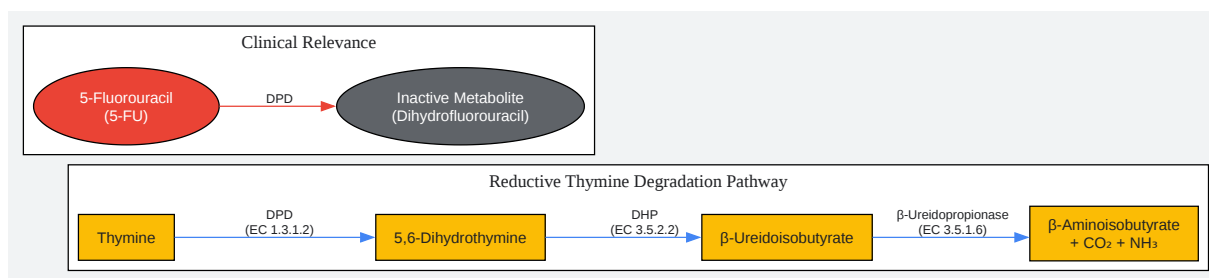 Clinical Relevance
5-Fluorouracil
(5-FU)
DPD
Inactive Metabolite
(Dihydrofluorouracil)
Reductive Thymine Degradation Pathway
Thymine
DPD
(EC 1.3.1.2)
5,6-Dihydrothymine
DHP
(EC 3.5.2.2)
β-Ureidoisobutyrate
β-Ureidopropionase
(EC 3.5.1.6)
β-Aminoisobutyrate
+ CO₂ + NH₃